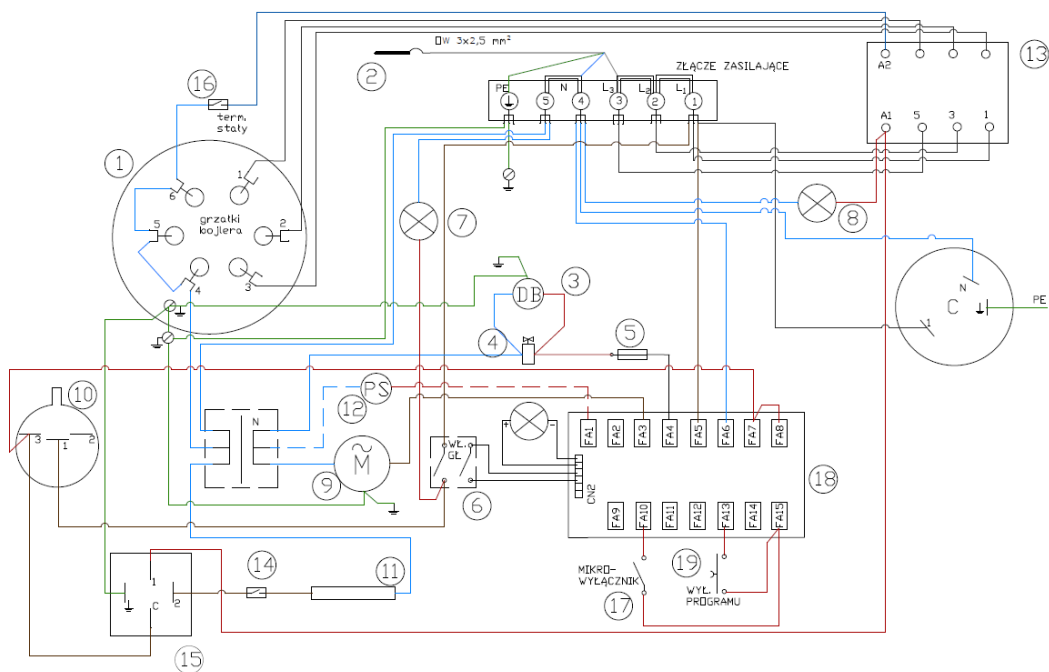 OW 3x2,5 mm²
2
ZŁĄCZE ZASILAJĄCE
PE
N
L3
L2
L1
5
4
3
2
1
13
A2
A1
5
3
1
16
term.
stały
1
1
6
2
5
grzałki
bojlera
4
3
7
8
N
C
1
PE
DB
3
4
5
10
3
1
2
12
PS
N
M
~
9
WŁ.
GŁ.
6
+
-
CN2
FA1
FA2
FA3
FA4
FA5
FA6
FA7
FA8
18
FA9
FA10
FA11
FA12
FA13
FA14
FA15
MIKRO-
WYŁĄCZNIK
17
19
WYŁ.
PROGRAMU
14
11
1
C
2
15